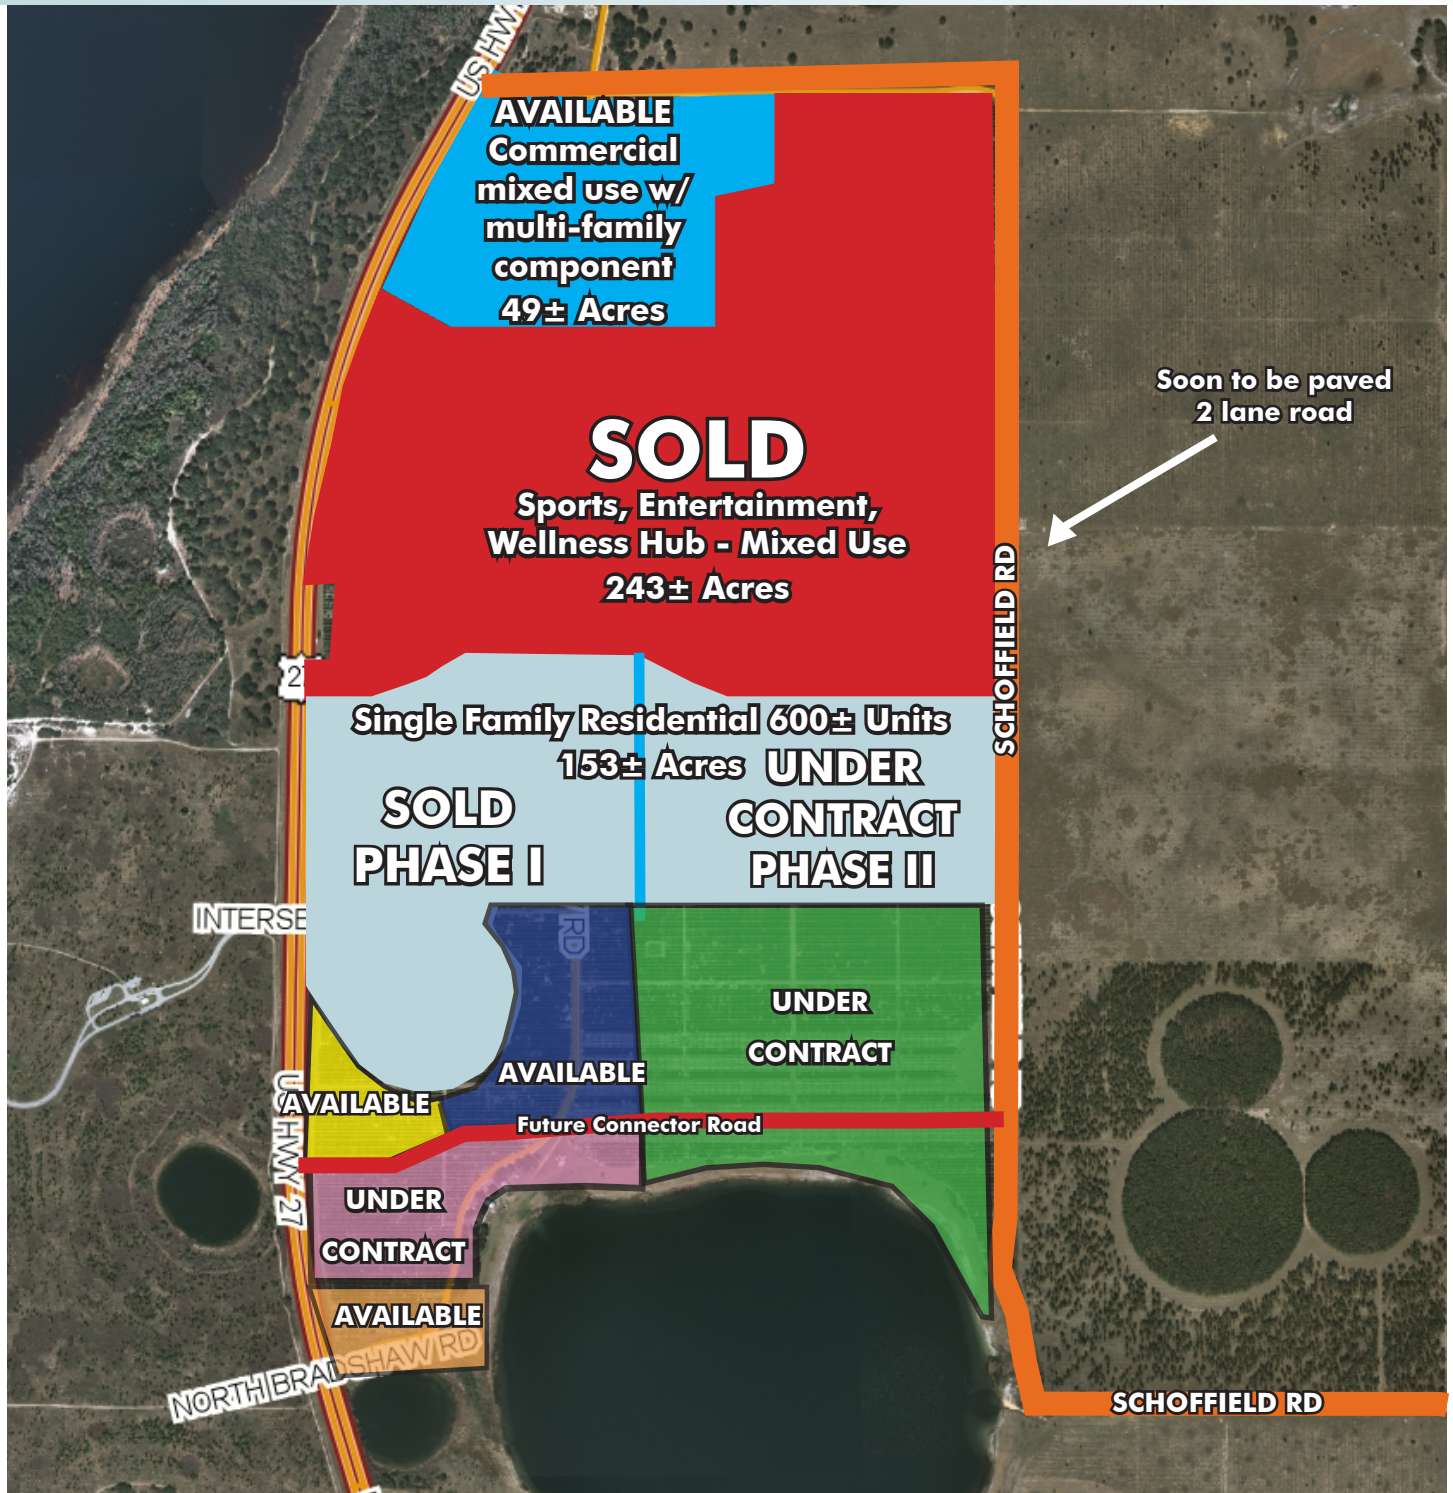 US HWY
AVAILABLE
Commercial
mixed use w/
multi-family
component
49± Acres
Soon to be paved
2 lane road
SOLD
Sports, Entertainment,
Wellness Hub - Mixed Use
243± Acres
SCHOFFIELD RD
2
Single Family Residential 600± Units
153± Acres
SOLD
PHASE I
UNDER
CONTRACT
PHASE II
INTERSE
RD
UNDER
CONTRACT
AVAILABLE
AVAILABLE
US HWY 27
Future Connector Road
UNDER
CONTRACT
AVAILABLE
NORTH BRADSHAW RD
SCHOFFIELD RD